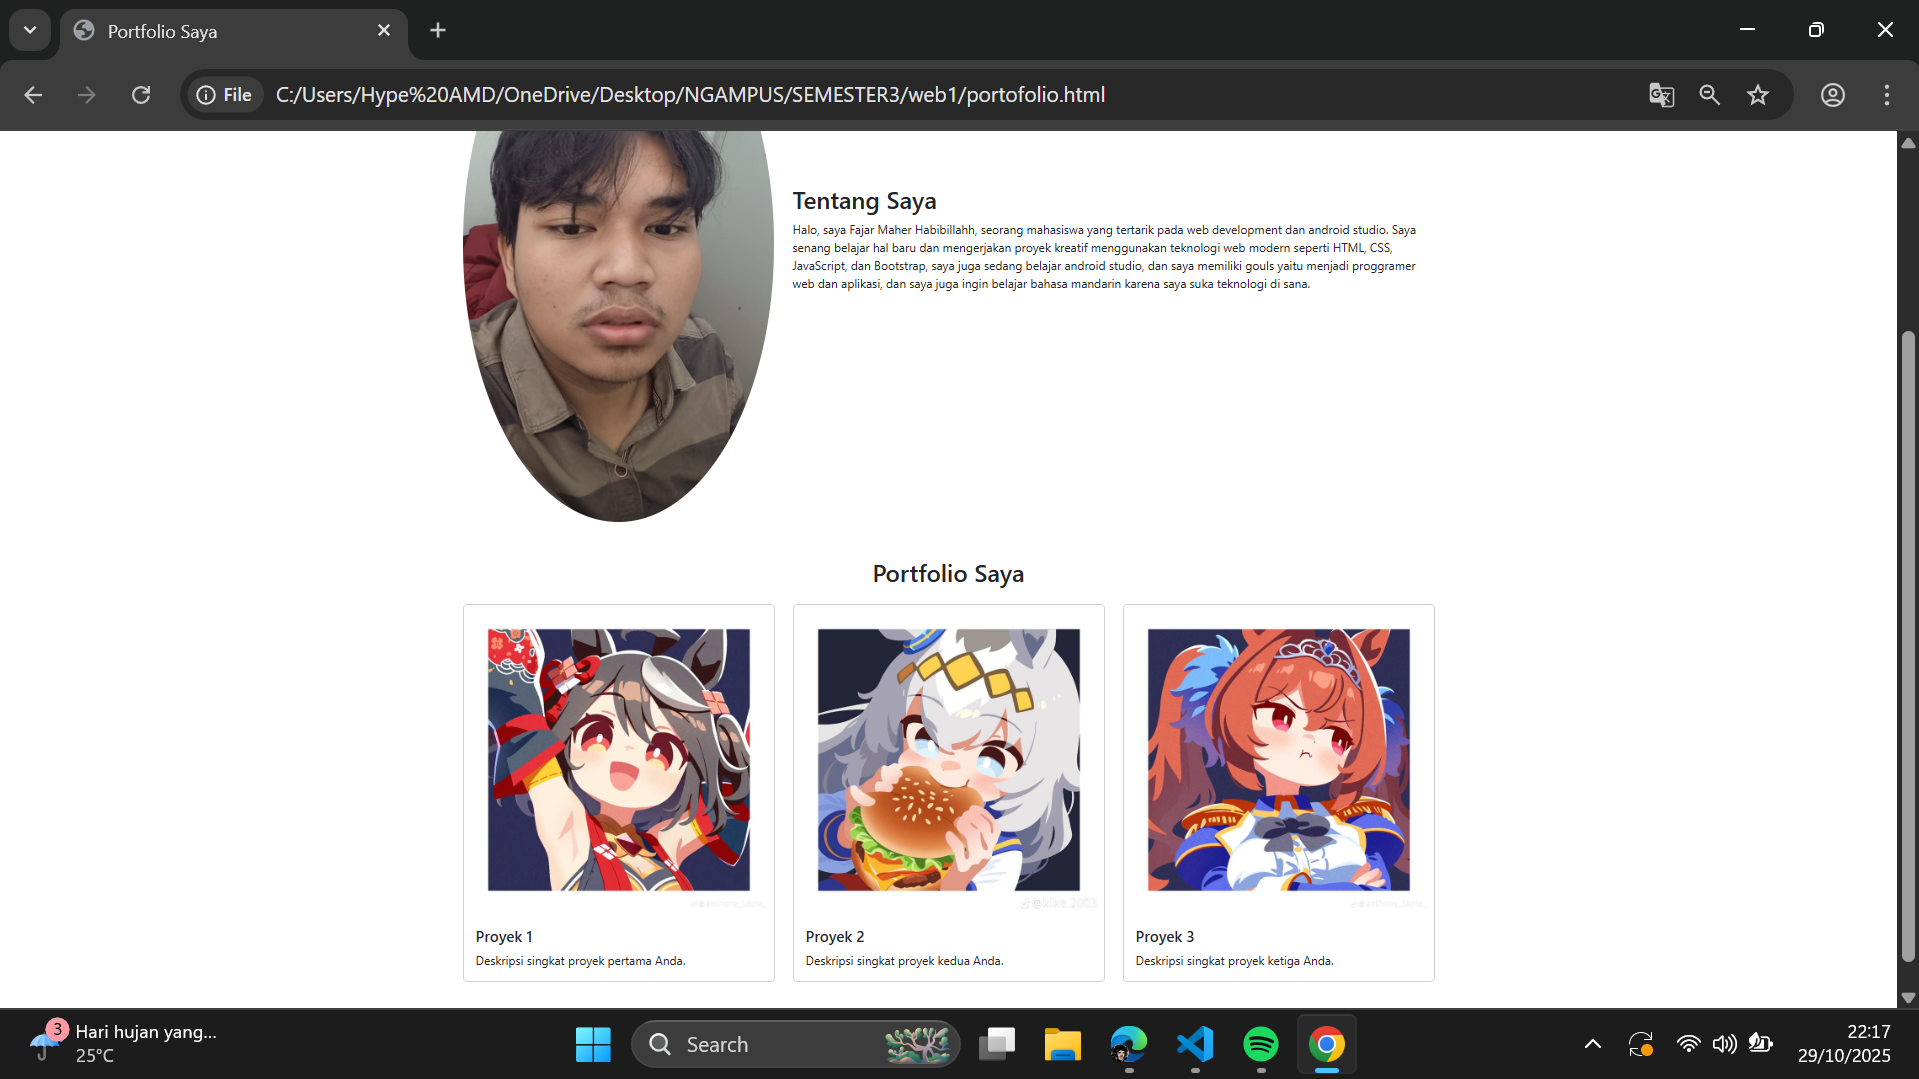 Portfolio Saya
File
C:/Users/Hype%20AMD/OneDrive/Desktop/NGAMPUS/SEMESTER3/web1/portofolio.html
Tentang Saya
Halo, saya Fajar Maher Habibillahh, seorang mahasiswa yang tertarik pada web development dan android studio. Saya
senang belajar hal baru dan mengerjakan proyek kreatif menggunakan teknologi web modern seperti HTML, CSS,
JavaScript, dan Bootstrap, saya juga sedang belajar android studio, dan saya memiliki gouls yaitu menjadi proggramer
web dan aplikasi, dan saya juga ingin belajar bahasa mandarin karena saya suka teknologi di sana.
Portfolio Saya
Proyek 1
Deskripsi singkat proyek pertama Anda.
Proyek 2
Deskripsi singkat proyek kedua Anda.
Proyek 3
Deskripsi singkat proyek ketiga Anda.
3
Hari hujan yang...
25°C
Search
22:17
29/10/2025